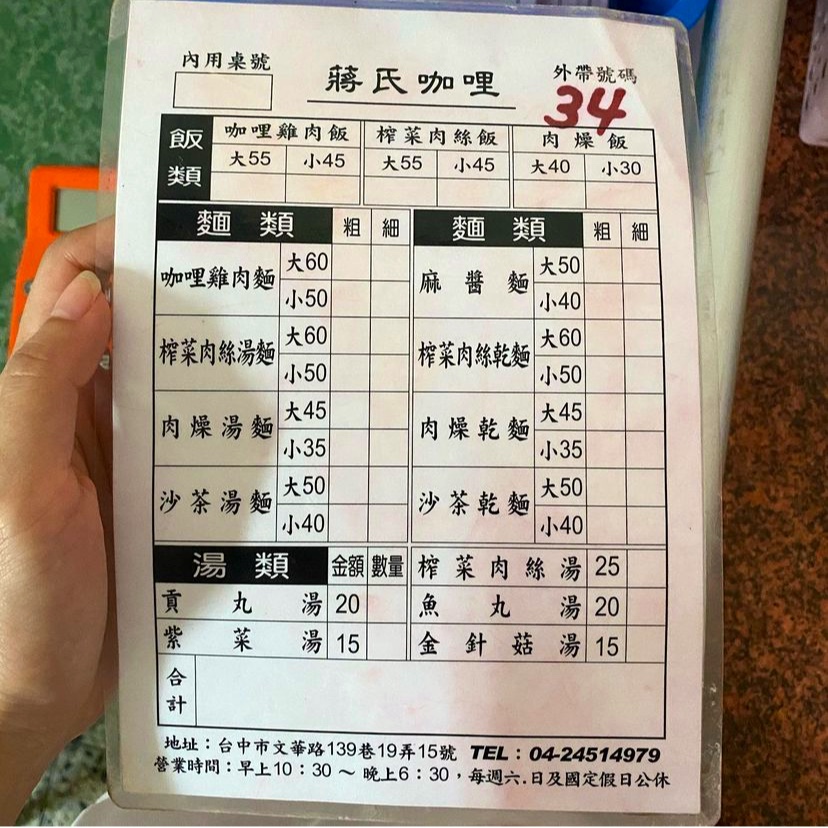 內用桌號
蔣氏咖哩
外帶號碼
34
飯類
咖哩雞肉飯 榨菜肉絲飯 肉燥飯
大55 小45 大55 小45 大40 小30
麵類 粗 細 麵類 粗 細
咖哩雞肉麵 大60 麻醬麵 大50
小50 小40
榨菜肉絲湯麵 大60 榨菜肉絲乾麵 大60
小50 小50
肉燥湯麵 大45 肉燥乾麵 大45
小35 小35
沙茶湯麵 大50 沙茶乾麵 大50
小40 小40
湯類 金額 數量 榨菜肉絲湯 25
貢丸湯 20 魚丸湯 20
紫菜湯 15 金針菇湯 15
合計
地址：台中市文華路139巷19弄15號 TEL：04-24514979
營業時間：早上10：30～晚上6：30，每週六.日及國定假日公休